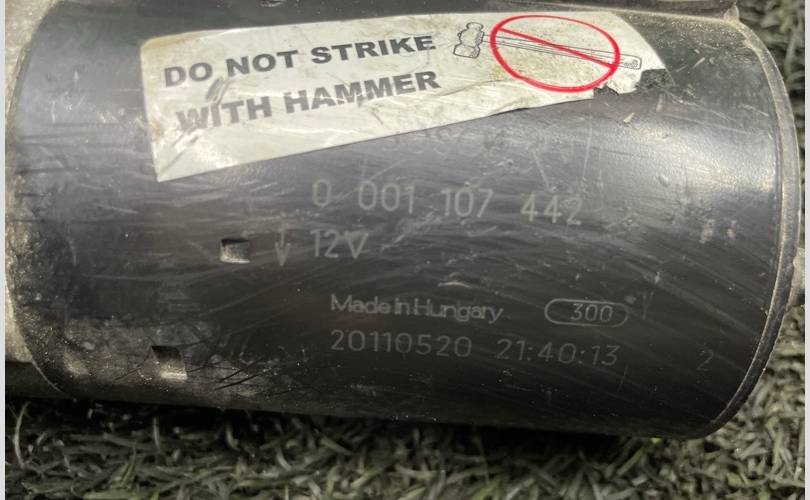 DO NOT STRIKE
WITH HAMMER
0 001 107 442
12V
Made in Hungary 300
20110520 21:40:13 2